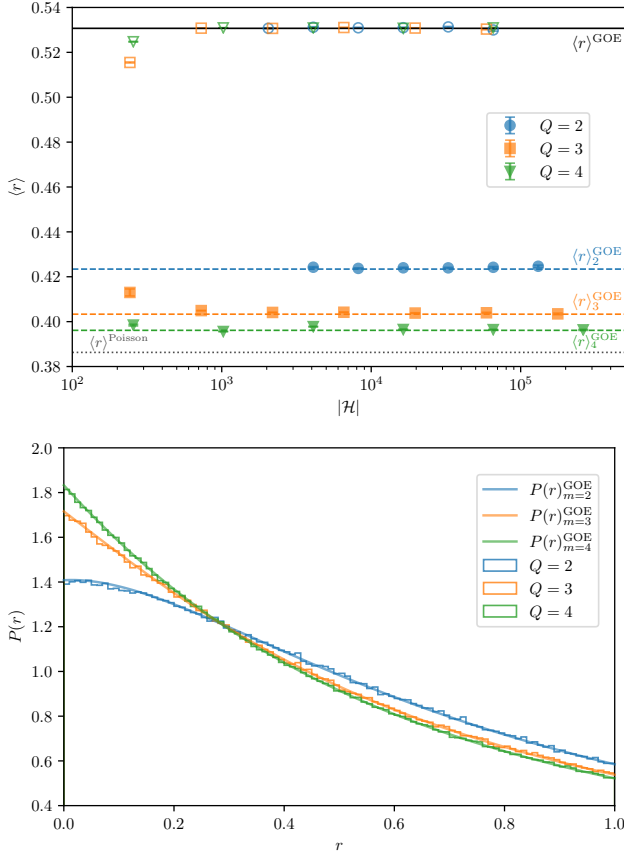 0.54
0.52
0.50
0.48
0.46
0.44
0.42
0.40
0.38
⟨r⟩
⟨r⟩^GOE
Q = 2
Q = 3
Q = 4
⟨r⟩_2^GOE
⟨r⟩_3^GOE
⟨r⟩_4^GOE
⟨r⟩^Poisson
10^2
10^3
10^4
10^5
|ℋ|
2.0
1.8
1.6
1.4
1.2
1.0
0.8
0.6
0.4
P(r)
P(r)_{m=2}^GOE
P(r)_{m=3}^GOE
P(r)_{m=4}^GOE
Q = 2
Q = 3
Q = 4
0.0
0.2
0.4
0.6
0.8
1.0
r